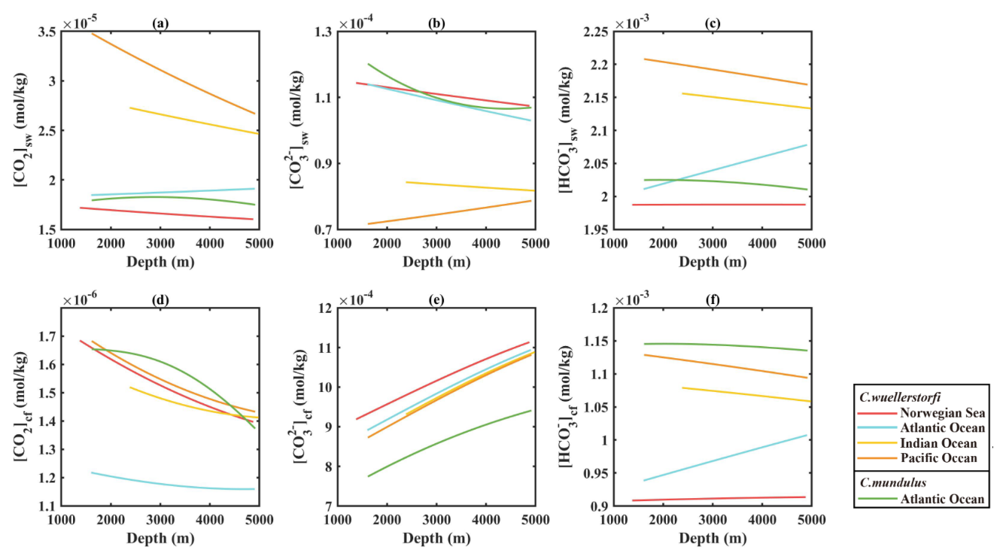 ×10⁻⁵ (a)
3.5
3
2.5
2
1.5
[CO₂]sw (mol/kg)
1000 2000 3000 4000 5000
Depth (m)
×10⁻⁴ (b)
1.3
1.1
0.9
0.7
[CO₃²⁻]sw (mol/kg)
1000 2000 3000 4000 5000
Depth (m)
×10⁻³ (c)
2.25
2.2
2.15
2.1
2.05
2
1.95
[HCO₃⁻]sw (mol/kg)
1000 2000 3000 4000 5000
Depth (m)
×10⁻⁶ (d)
1.7
1.6
1.5
1.4
1.3
1.2
1.1
[CO₂]cf (mol/kg)
1000 2000 3000 4000 5000
Depth (m)
×10⁻⁴ (e)
12
11
10
9
8
7
[CO₃²⁻]cf (mol/kg)
1000 2000 3000 4000 5000
Depth (m)
×10⁻³ (f)
1.2
1.15
1.1
1.05
1
0.95
0.9
[HCO₃⁻]cf (mol/kg)
1000 2000 3000 4000 5000
Depth (m)
C.wuellerstorfi
Norwegian Sea
Atlantic Ocean
Indian Ocean
Pacific Ocean
C.mundulus
Atlantic Ocean
.